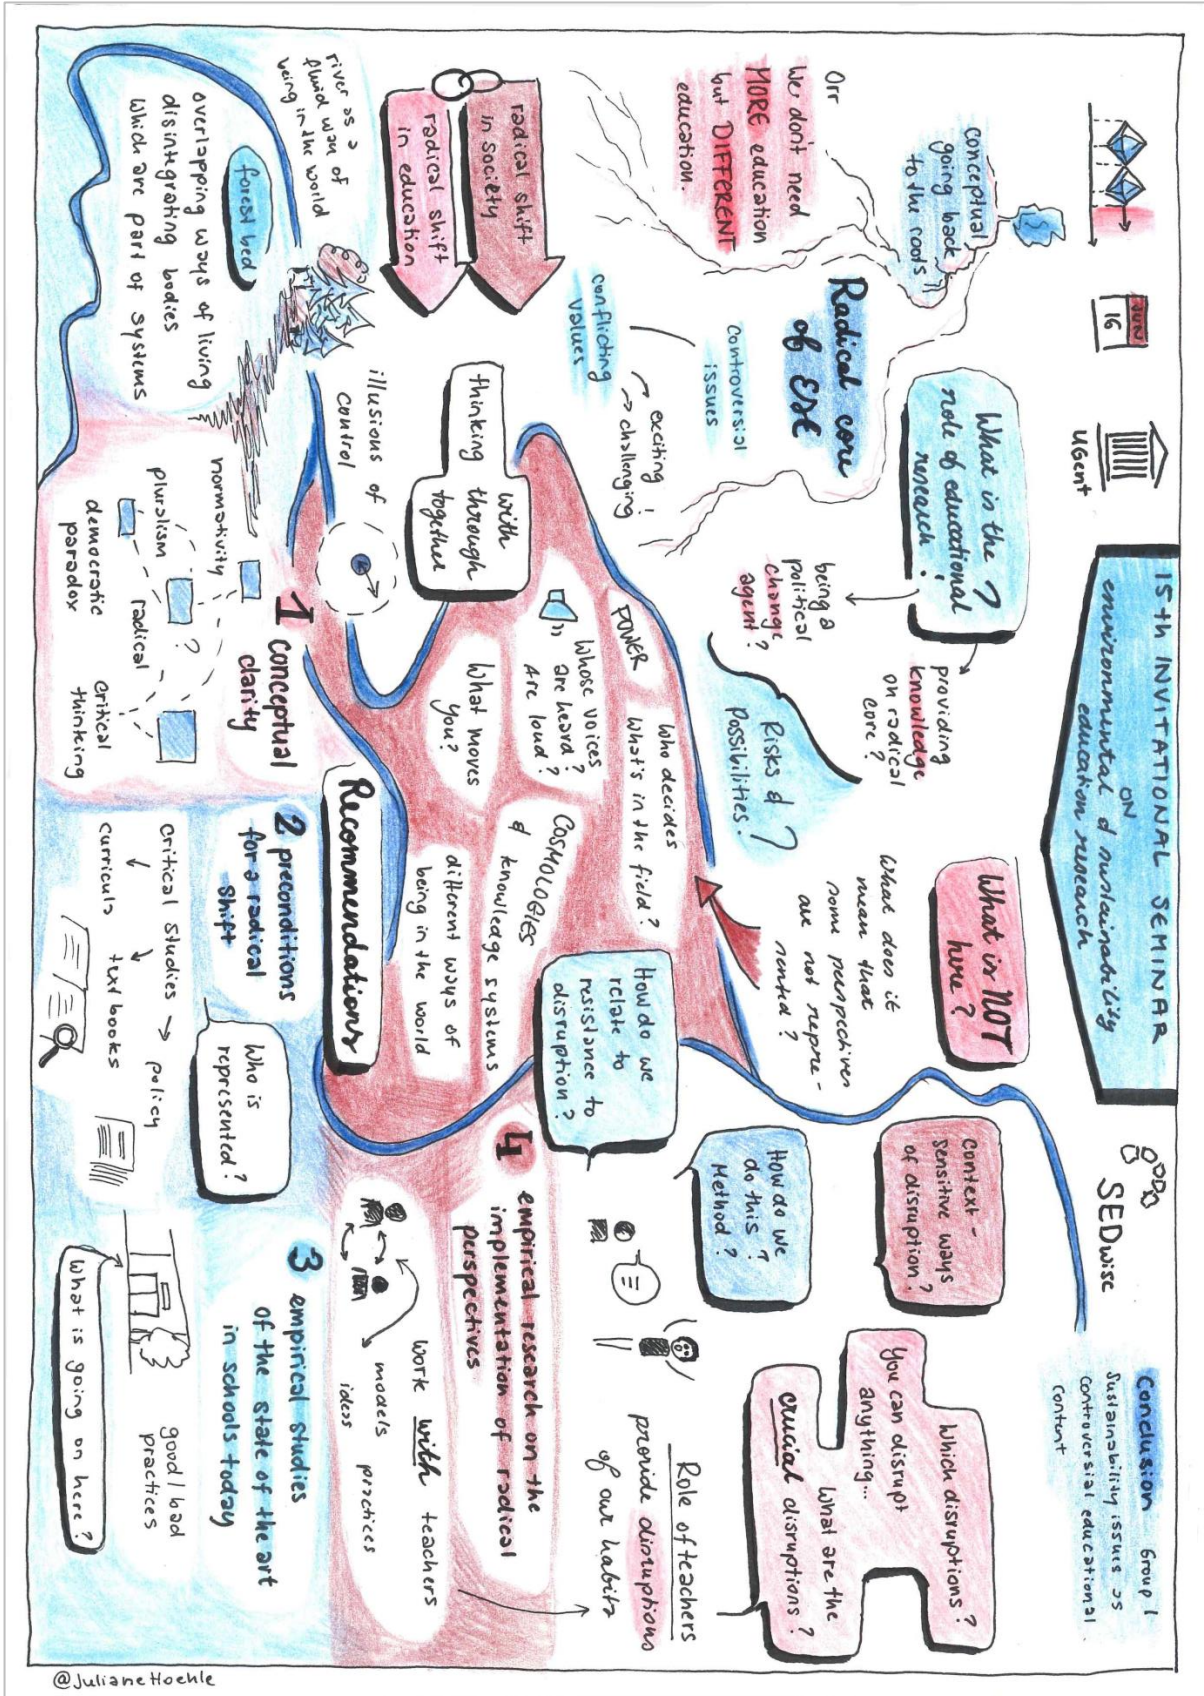 15th INVITATIONAL SEMINAR
ON
environmental & sustainability
education research
JUN
16
UGent
SEDwise
Conclusion Group 1
Sustainability issues as
controversial educational
content
conceptual
going back
to the roots
Orr
We don't need
MORE education
but DIFFERENT
education.
Radical core
of ESE
controversial
issues
conflicting
values
→ exciting
→ challenging!
What is the
role of educational
research?
being a
political
change
agent?
providing
knowledge
on radical
core?
Risks &
Possibilities?
What is NOT
here?
What does it
mean that
some perspectives
are not repre-
sented?
Context-
sensitive ways
of disruption?
How do we
do this?
Method?
How do we
relate to
resistance to
disruption?
Which disruptions?
You can disrupt
anything...
What are the
crucial disruptions?
Role of teachers
provide disruptions
of our habits
radical shift
in society
radical shift
in education
thinking
with
through
together
POWER
Who decides
what's in the field?
Whose voices
are heard?
Are loud?
What moves
you?
COSMOLOGIES
& knowledge systems
different ways of
being in the world
illusions of
control
river as a
fluid way of
being in the world
forest bed
overlapping ways of living
disintegrating bodies
which are part of systems
Recommendations
1 conceptual
clarity
normativity
pluralism
?
radical
democratic
paradox
critical
thinking
2 preconditions
for a radical
shift
critical studies → policy
curricula
textbooks
Who is
represented?
3 empirical studies
of the state of the art
in schools today
good / bad
practices
What is going on here?
4 empirical research on the
implementation of radical
perspectives
work with teachers
models
ideas
practices
@JulianeHoehle